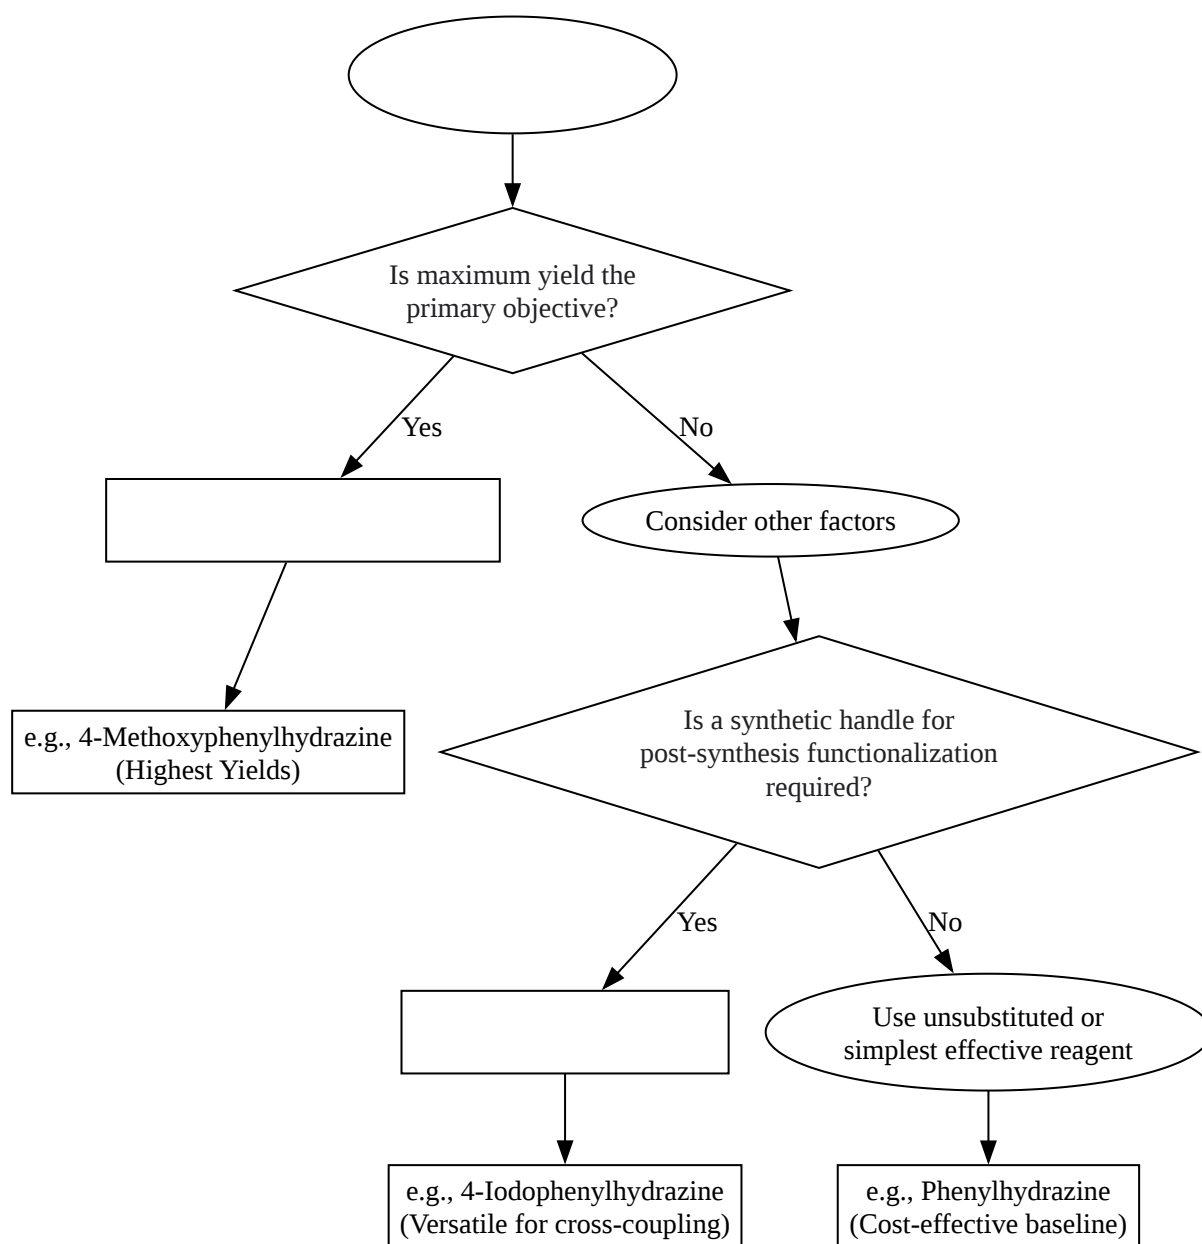 Is maximum yield the
primary objective?
Yes
No
Consider other factors
e.g., 4-Methoxyphenylhydrazine
(Highest Yields)
Is a synthetic handle for
post-synthesis functionalization
required?
Yes
No
Use unsubstituted or
simplest effective reagent
e.g., 4-Iodophenylhydrazine
(Versatile for cross-coupling)
e.g., Phenylhydrazine
(Cost-effective baseline)